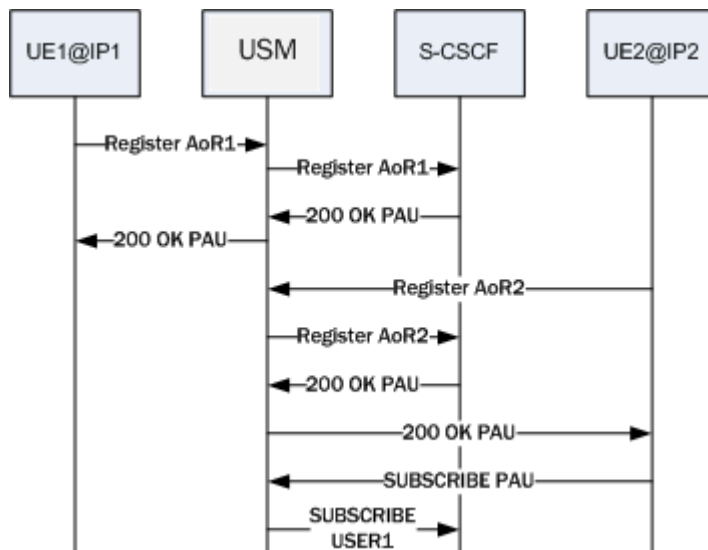 UE1@IP1
USM
S-CSCF
UE2@IP2
Register AoR1
Register AoR1
200 OK PAU
200 OK PAU
Register AoR2
Register AoR2
200 OK PAU
200 OK PAU
SUBSCRIBE PAU
SUBSCRIBE
USER1